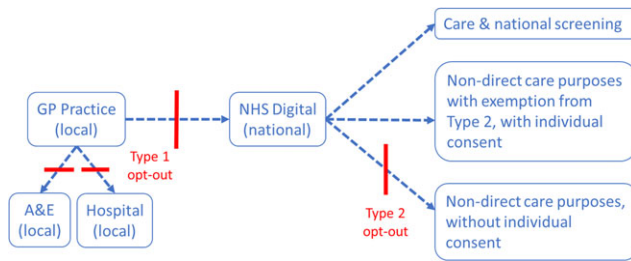 Care & national screening
GP Practice
(local)
NHS Digital
(national)
Non-direct care purposes
with exemption from
Type 2, with individual
consent
Type 1
opt-out
A&E
(local)
Hospital
(local)
Type 2
opt-out
Non-direct care purposes,
without individual
consent